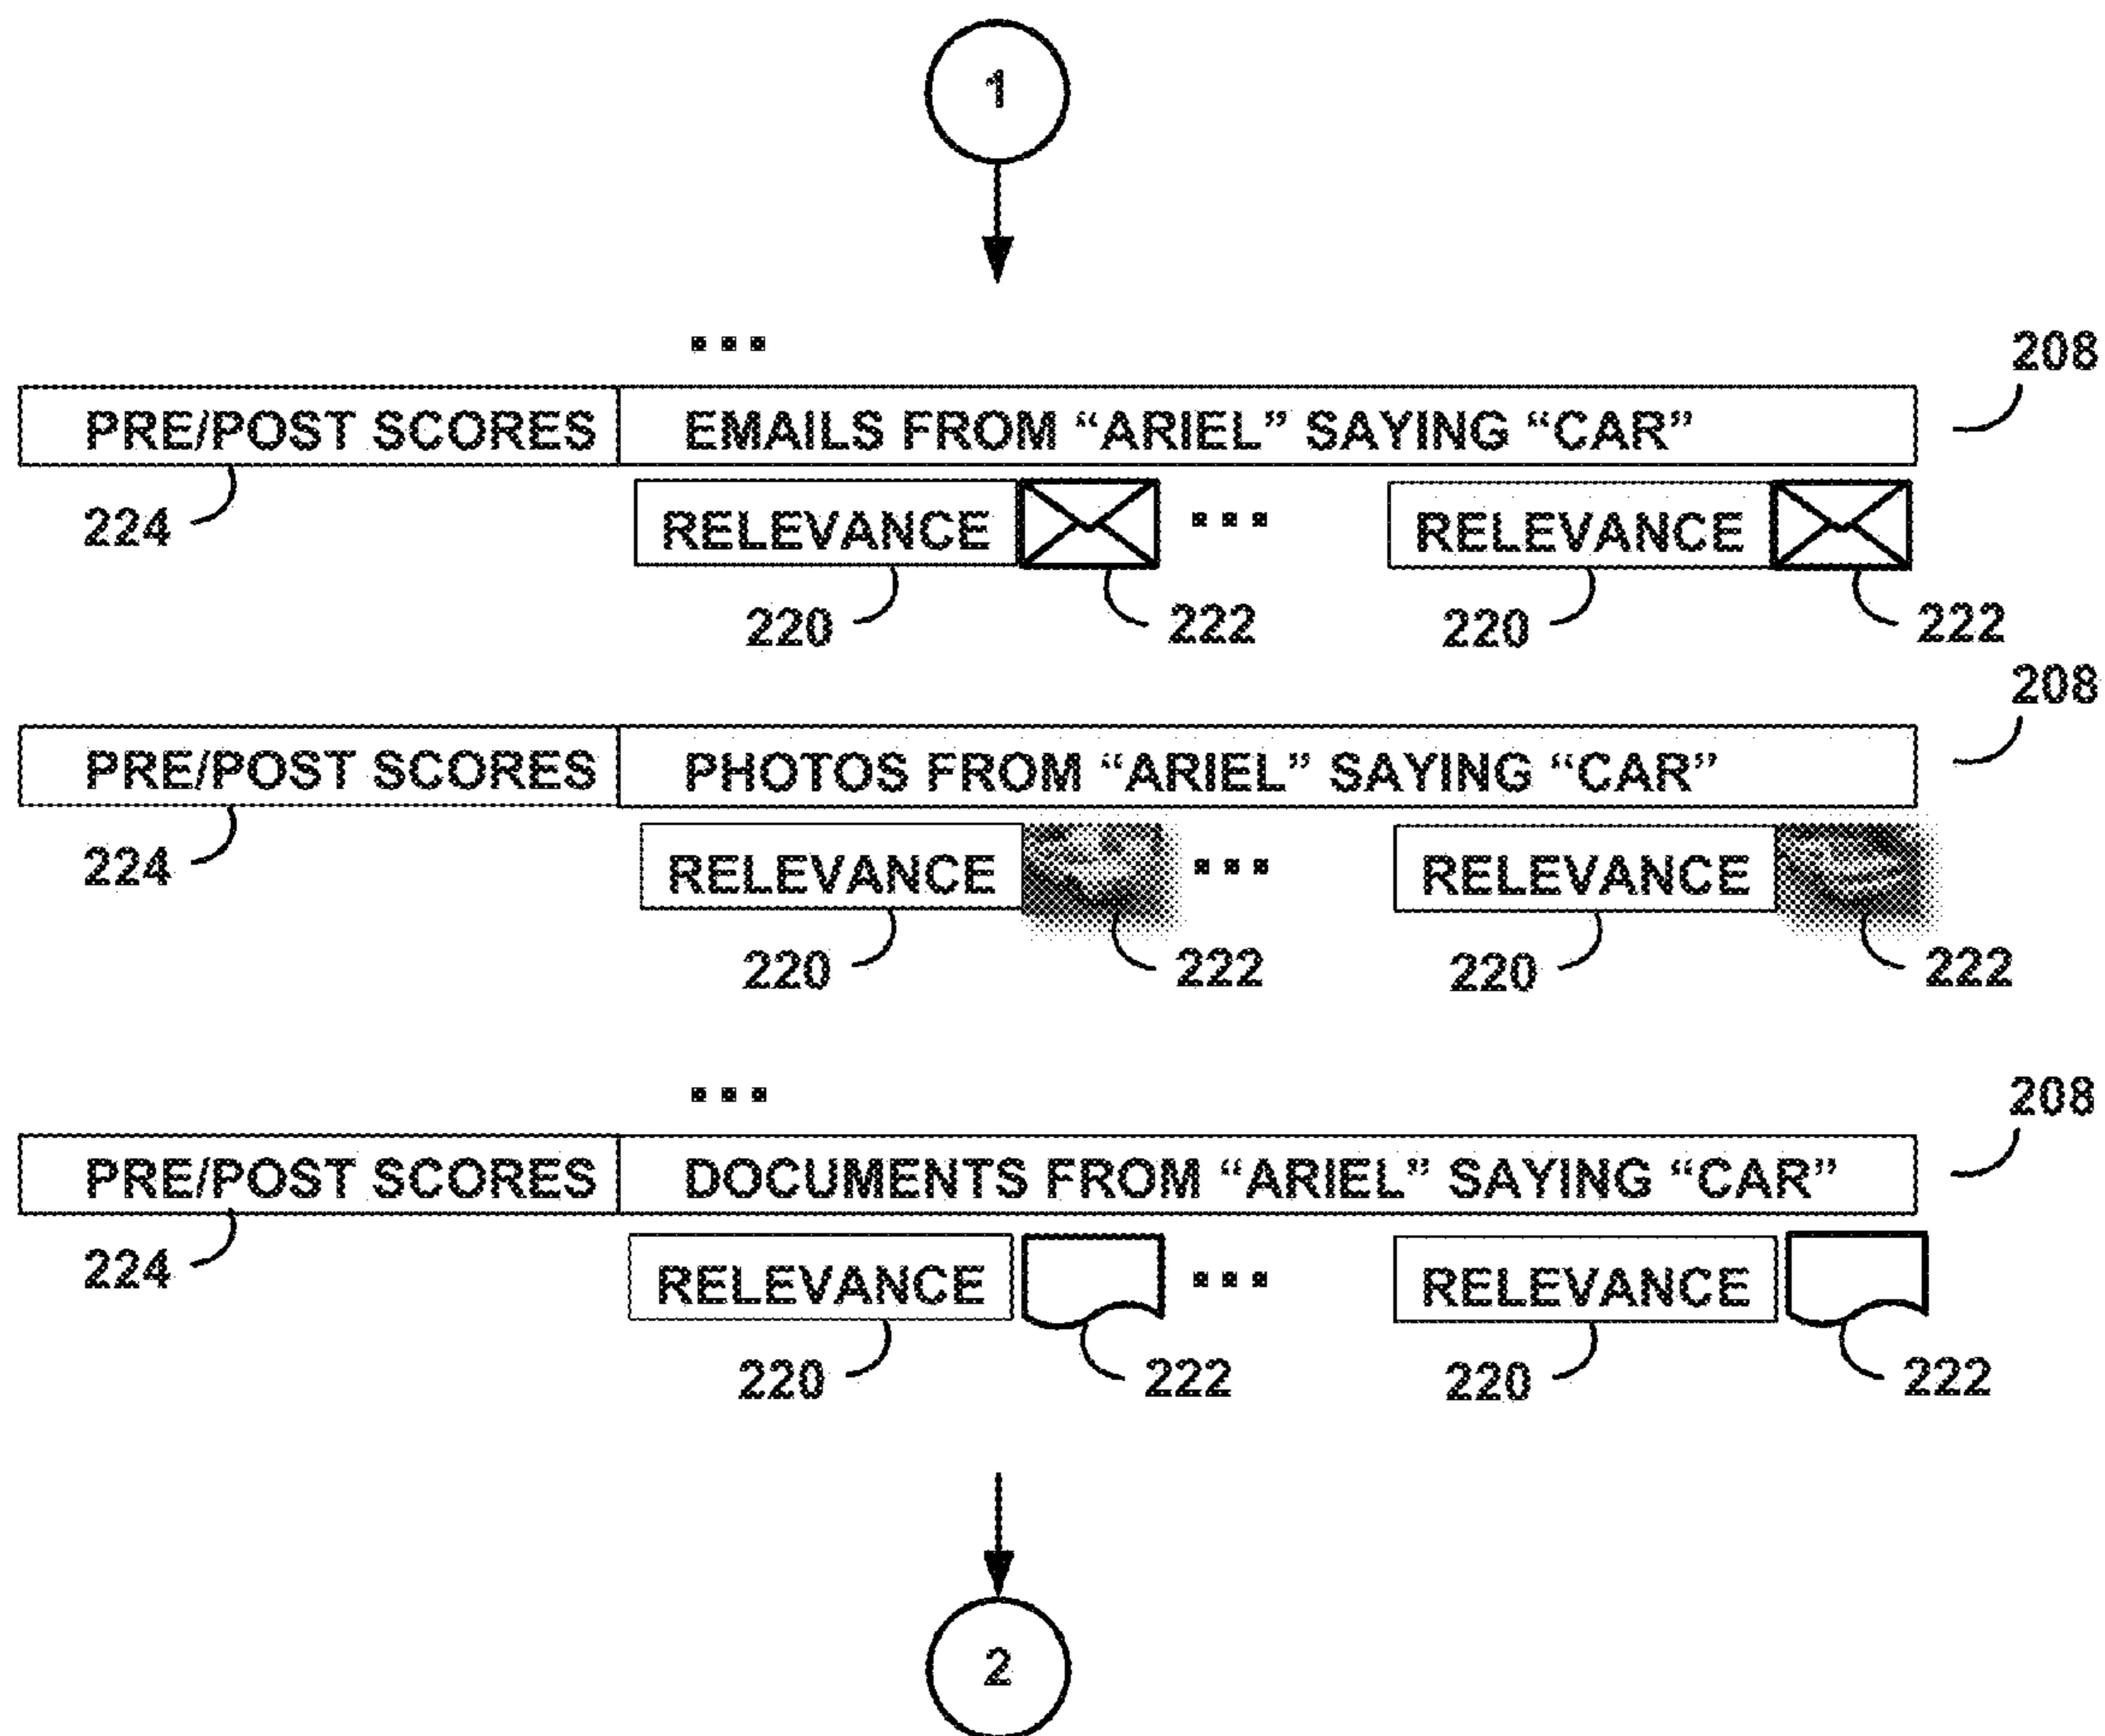 1
...
208
PRE/POST SCORES EMAILS FROM “ARIEL” SAYING “CAR”
224
RELEVANCE ... RELEVANCE
220 222 220 222
208
PRE/POST SCORES PHOTOS FROM “ARIEL” SAYING “CAR”
224
RELEVANCE ... RELEVANCE
220 222 220 222
...
208
PRE/POST SCORES DOCUMENTS FROM “ARIEL” SAYING “CAR”
224
RELEVANCE ... RELEVANCE
220 222 220 222
2